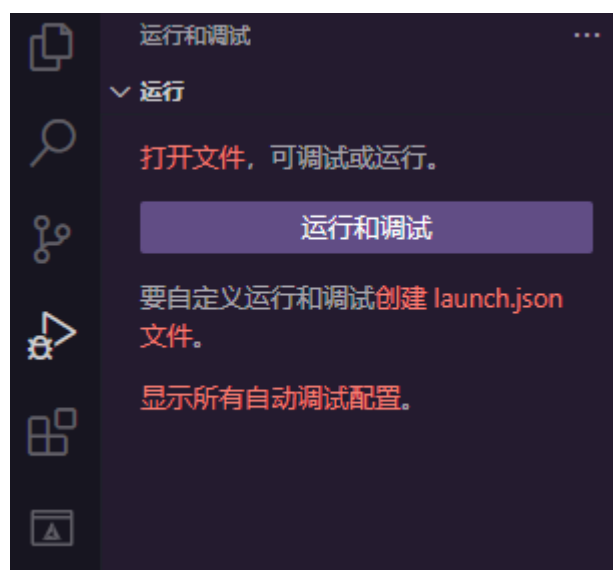 运行和调试
运行
打开文件，可调试或运行。
运行和调试
要自定义运行和调试创建 launch.json
文件。
显示所有自动调试配置。